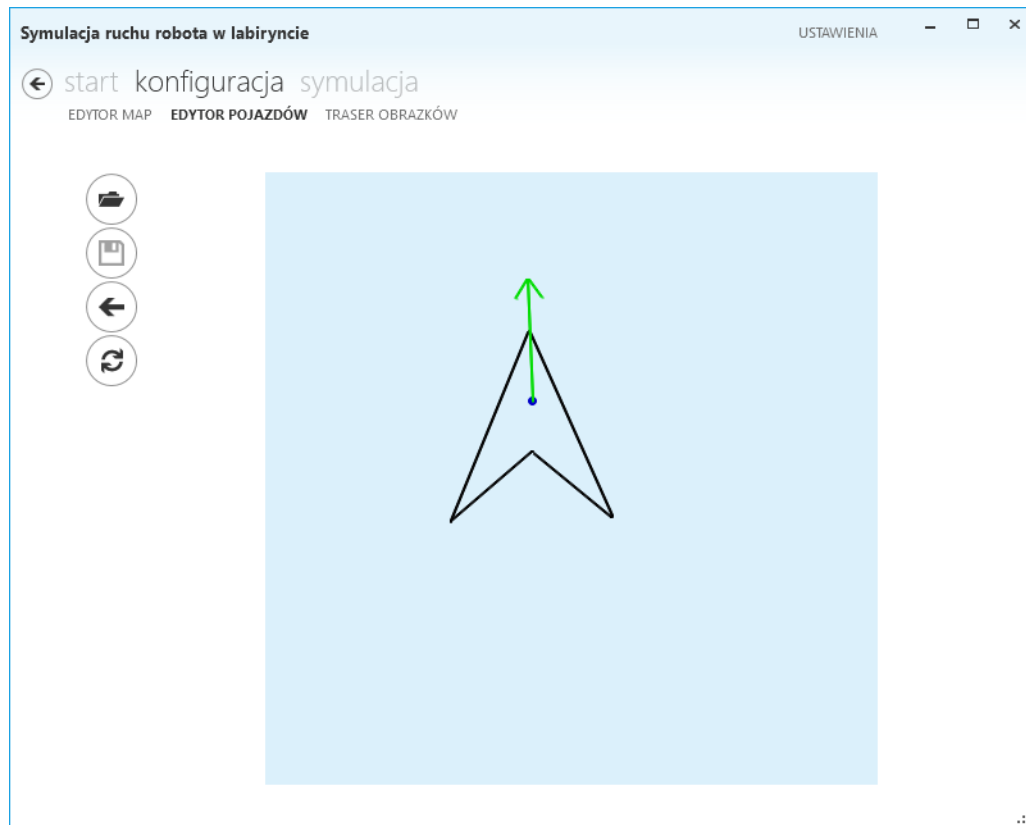 Symulacja ruchu robota w labiryncie
USTAWIENIA
start konfiguracja symulacja
EDYTOR MAP EDYTOR POJAZDÓW TRASER OBRAZKÓW